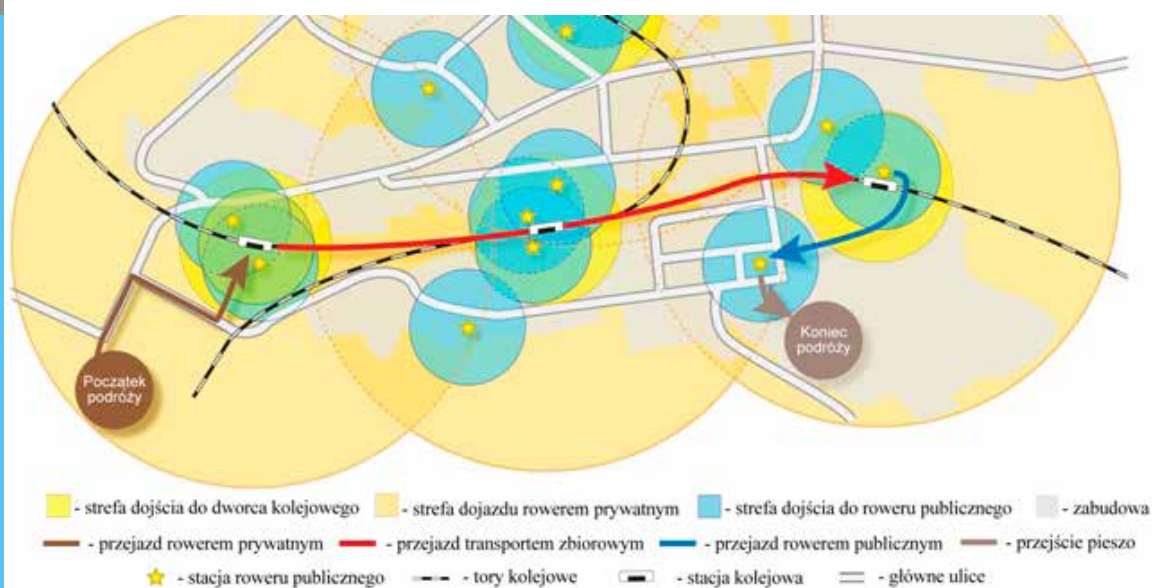 Początek
podróży
Koniec
podróży
- strefa dojścia do dworca kolejowego - strefa dojazdu rowerem prywatnym - strefa dojścia do roweru publicznego - zabudowa
- przejazd rowerem prywatnym - przejazd transportem zbiorowym - przejazd rowerem publicznym - przejście pieszo
- stacja roweru publicznego - tory kolejowe - stacja kolejowa - główne ulice